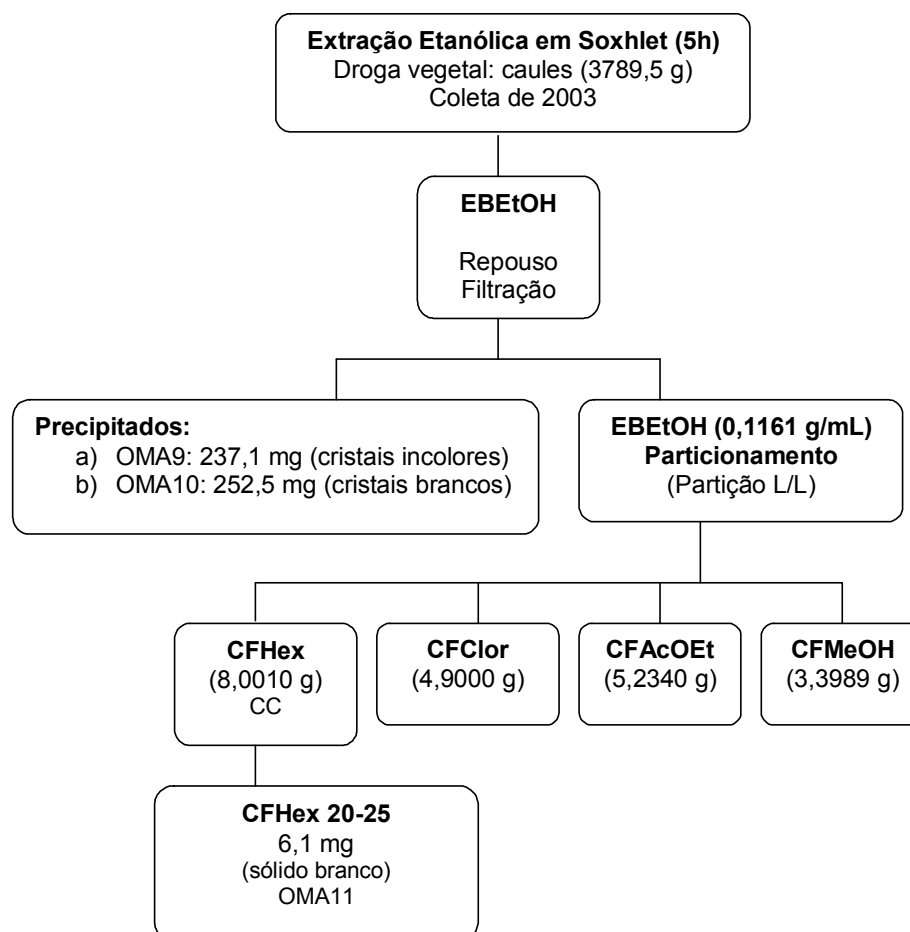 Extração Etanólica em Soxhlet (5h)
Droga vegetal: caules (3789,5 g)
Coleta de 2003
EBEtOH
Repouso
Filtração
Precipitados:
a) OMA9: 237,1 mg (cristais incolores)
b) OMA10: 252,5 mg (cristais brancos)
EBEtOH (0,1161 g/mL)
Particionamento
(Partição L/L)
CFHex
(8,0010 g)
CC
CFClor
(4,9000 g)
CFAcOEt
(5,2340 g)
CFMeOH
(3,3989 g)
CFHex 20-25
6,1 mg
(sólido branco)
OMA11